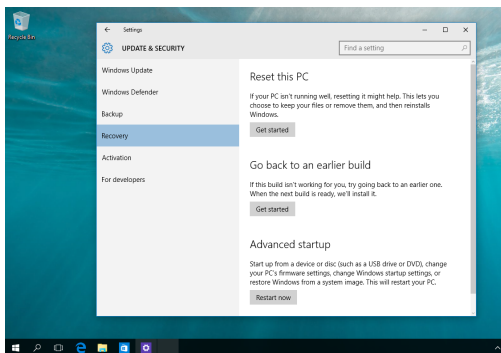 Recycle Bin
Settings
UPDATE & SECURITY
Find a setting
Windows Update
Windows Defender
Backup
Recovery
Activation
For developers
Reset this PC
If your PC isn't running well, resetting it might help. This lets you
choose to keep your files or remove them, and then reinstalls
Windows.
Get started
Go back to an earlier build
If this build isn't working for you, try going back to an earlier one.
When the next build is ready, we'll install it.
Get started
Advanced startup
Start up from a device or disc (such as a USB drive or DVD), change
your PC's firmware settings, change Windows startup settings, or
restore Windows from a system image. This will restart your PC.
Restart now